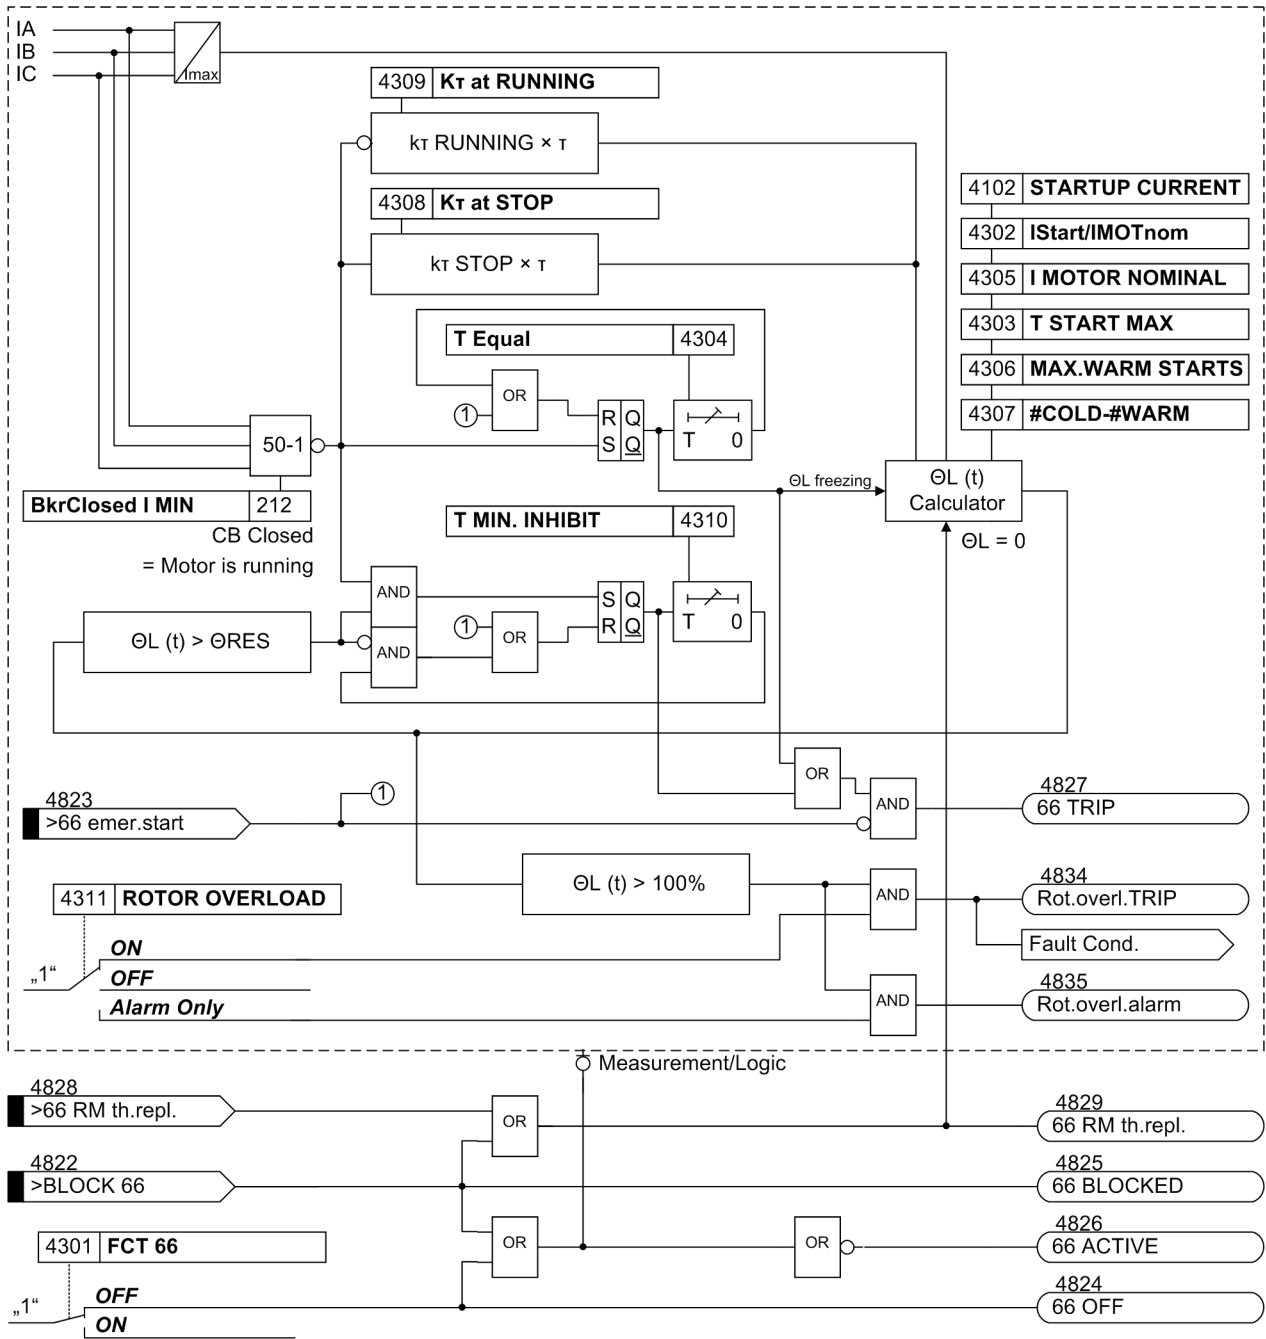 IA
IB
IC
Imax
4309 Kτ at RUNNING
kτ RUNNING × τ
4308 Kτ at STOP
kτ STOP × τ
4102 STARTUP CURRENT
4302 IStart/IMOTnom
4305 I MOTOR NOMINAL
4303 T START MAX
4306 MAX.WARM STARTS
4307 #COLD-#WARM
T Equal 4304
OR
1
R Q
S Q
T 0
50-1
BkrClosed I MIN 212
CB Closed
= Motor is running
ΘL freezing
ΘL (t)
Calculator
ΘL = 0
T MIN. INHIBIT 4310
AND
S Q
R Q
T 0
1
OR
ΘL (t) > ΘRES
AND
OR
4823
>66 emer.start
1
AND
4827
66 TRIP
ΘL (t) > 100%
AND
4834
Rot.overl.TRIP
Fault Cond.
4311 ROTOR OVERLOAD
ON
„1“
OFF
Alarm Only
AND
4835
Rot.overl.alarm
Measurement/Logic
4828
>66 RM th.repl.
OR
4829
66 RM th.repl.
4822
>BLOCK 66
4825
66 BLOCKED
4301 FCT 66
OR
OR
4826
66 ACTIVE
„1“
OFF
ON
4824
66 OFF